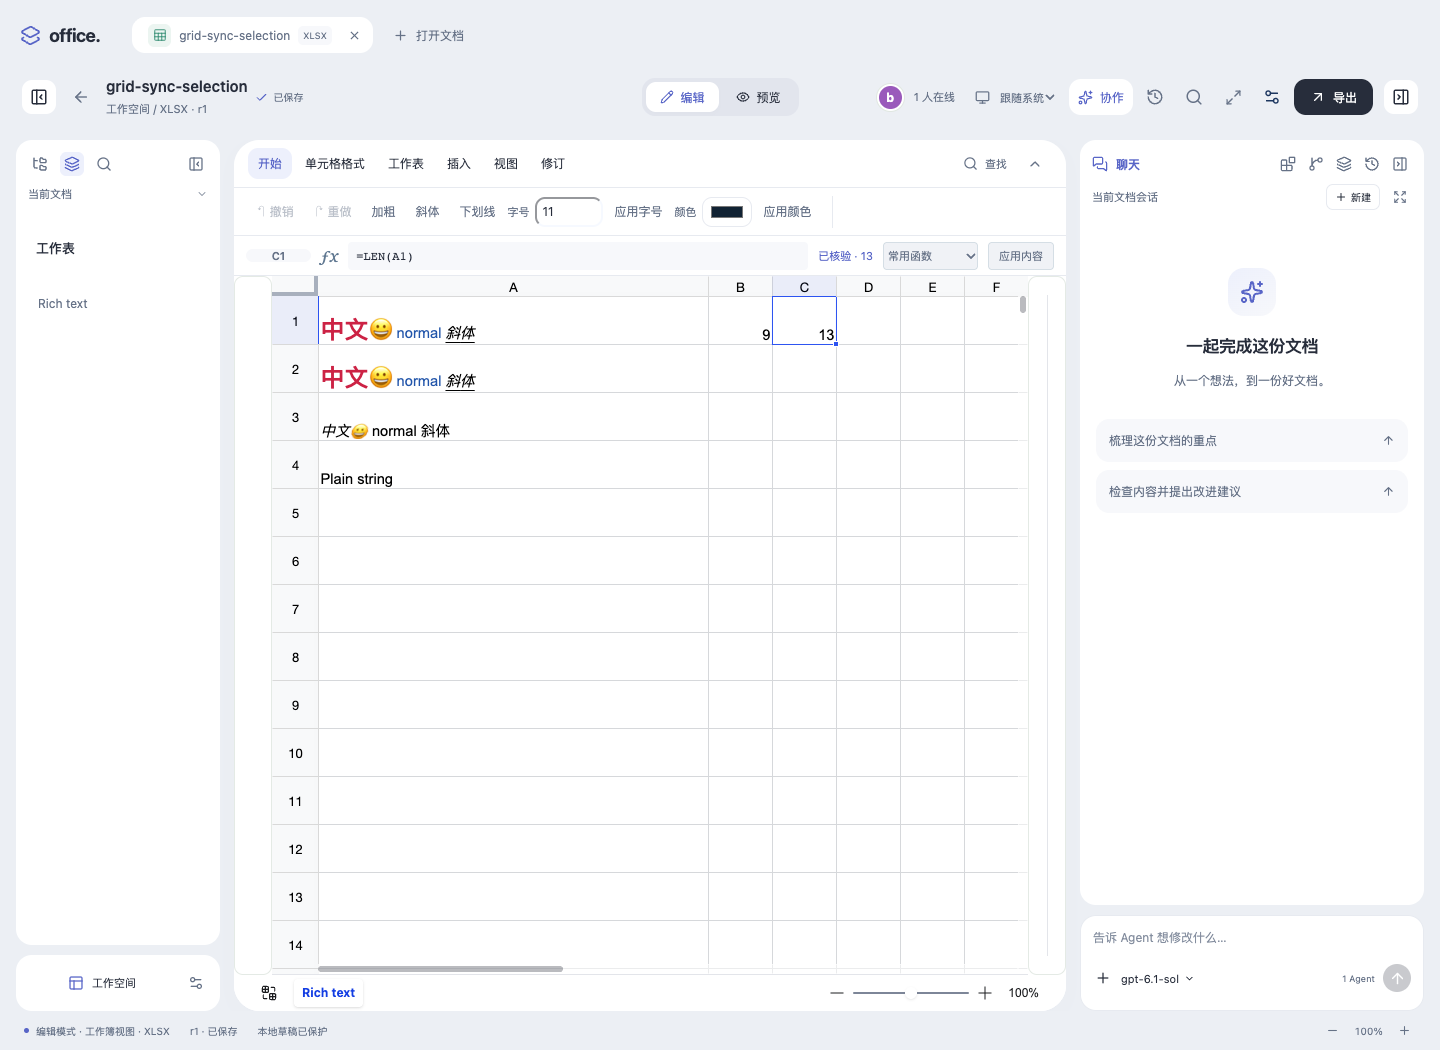 office.
grid-sync-selection XLSX
打开文档
grid-sync-selection
工作空间 / XLSX · r1
已保存
编辑
预览
b
1 人在线
跟随系统
协作
导出
当前文档
工作表
Rich text
工作空间
开始 单元格格式 工作表 插入 视图 修订
查找
撤销 重做 加粗 斜体 下划线 字号 11 应用字号 颜色 应用颜色
C1 fx =LEN(A1) 已核验 · 13 常用函数 应用内容
A B C D E F
1 中文😀 normal 斜体 9 13
2 中文😀 normal 斜体
3 中文😀 normal 斜体
4 Plain string
5
6
7
8
9
10
11
12
13
14
Rich text
100%
聊天
当前文档会话
新建
一起完成这份文档
从一个想法，到一份好文档。
梳理这份文档的重点
检查内容并提出改进建议
告诉 Agent 想修改什么...
gpt-6.1-sol
1 Agent
编辑模式 · 工作簿视图 · XLSX r1 · 已保存 本地草稿已保护
100%